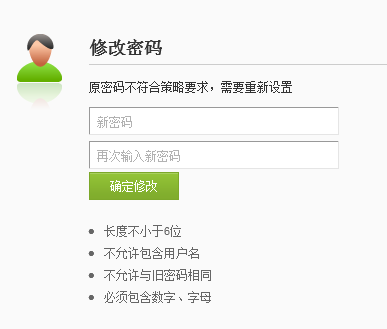 修改密码
原密码不符合策略要求，需要重新设置
新密码
再次输入新密码
确定修改
长度不小于6位
不允许包含用户名
不允许与旧密码相同
必须包含数字、字母